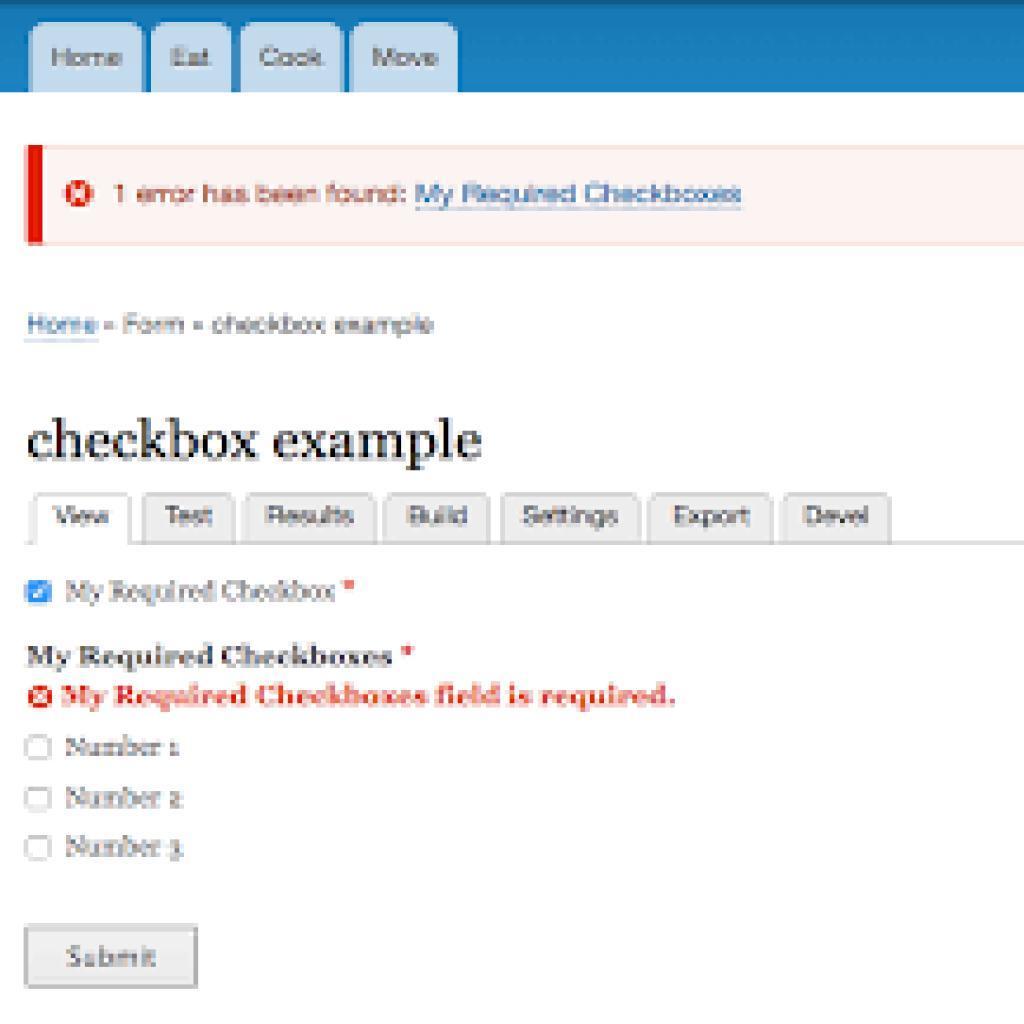 Home Eat Cook Move
1 error has been found: My Required Checkboxes
Home » Form » checkbox example
checkbox example
View Test Results Build Settings Export Devel
My Required Checkbox *
My Required Checkboxes *
My Required Checkboxes field is required.
Number 1
Number 2
Number 3
Submit